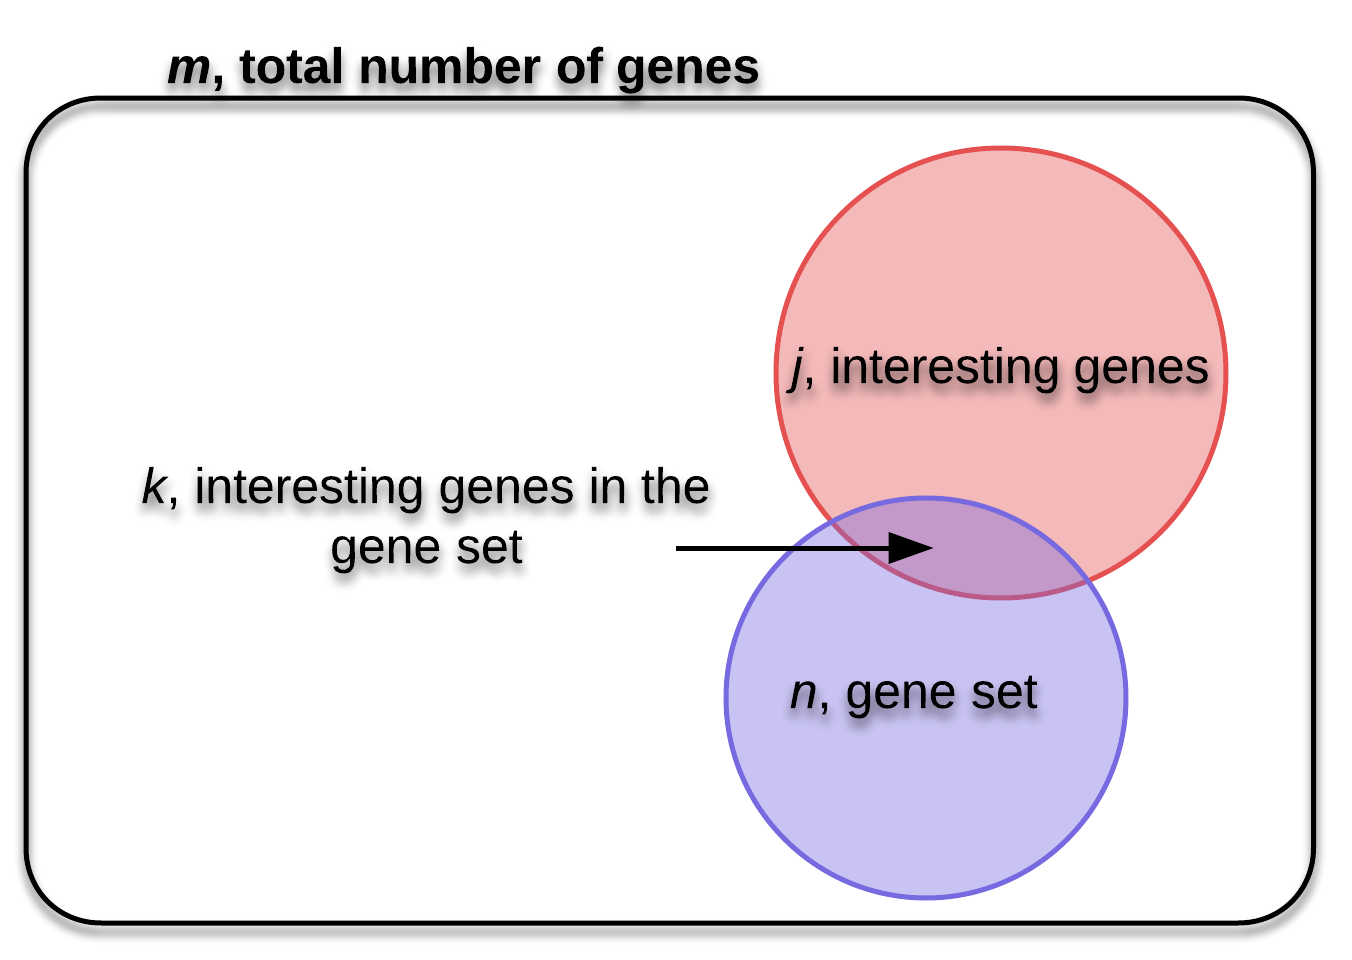 m, total number of genes
j, interesting genes
k, interesting genes in the
gene set
n, gene set